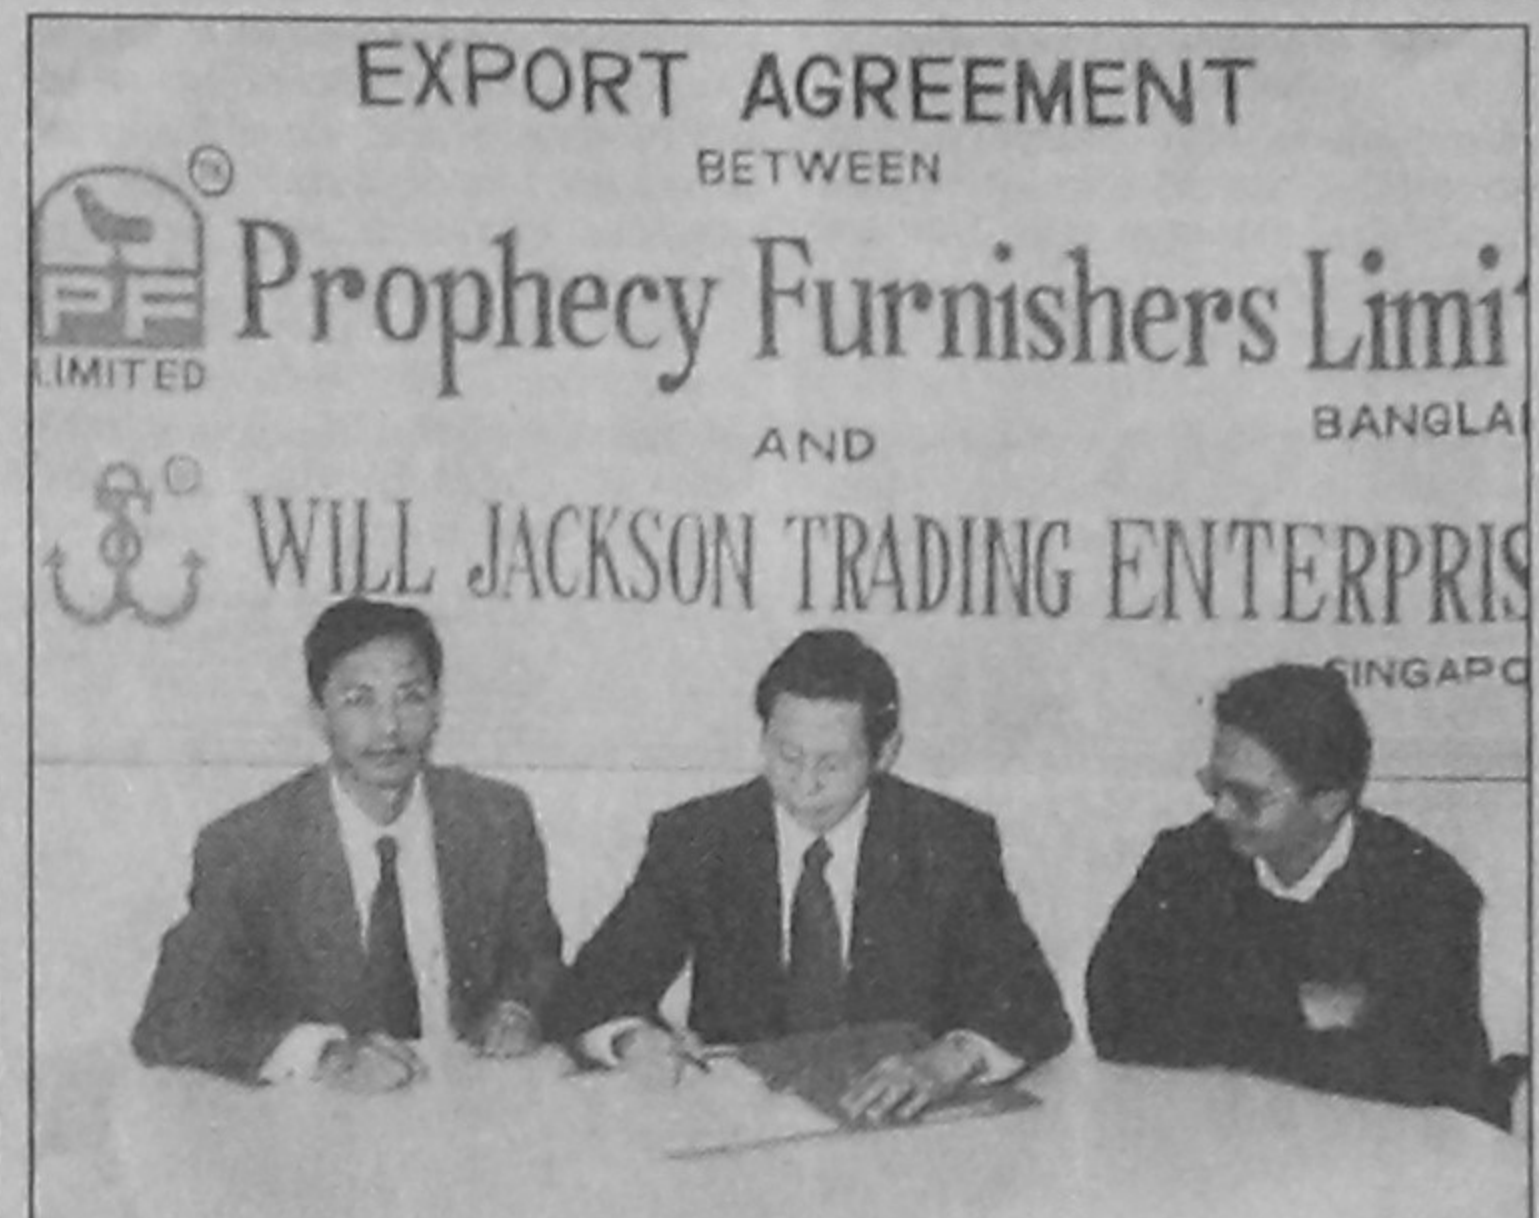 EXPORT AGREEMENT
BETWEEN
PF
LIMITED
Prophecy Furnishers Limi
BANGLA
AND
WILL JACKSON TRADING ENTERPRIS
SINGAPO